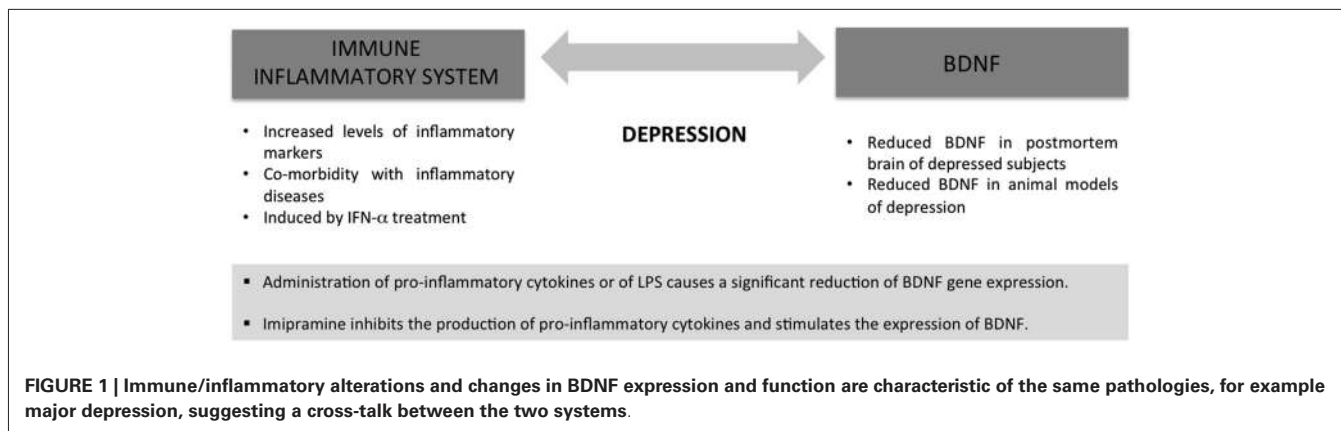 IMMUNE
INFLAMMATORY SYSTEM
BDNF
DEPRESSION
• Increased levels of inflammatory
markers
• Co-morbidity with inflammatory
diseases
• Induced by IFN-α treatment
• Reduced BDNF in postmortem
brain of depressed subjects
• Reduced BDNF in animal models
of depression
▪ Administration of pro-inflammatory cytokines or of LPS causes a significant reduction of BDNF gene expression.
▪ Imipramine inhibits the production of pro-inflammatory cytokines and stimulates the expression of BDNF.
FIGURE 1 | Immune/inflammatory alterations and changes in BDNF expression and function are characteristic of the same pathologies, for example
major depression, suggesting a cross-talk between the two systems.